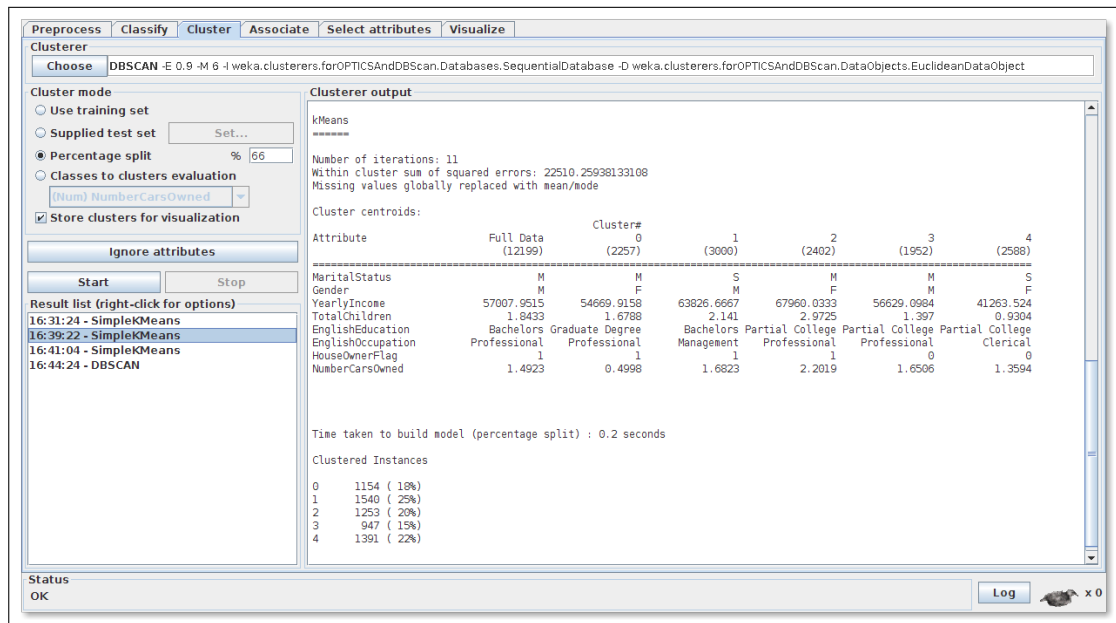 Preprocess Classify Cluster Associate Select attributes Visualize
Clusterer
Choose DBSCAN -E 0.9 -M 6 -I weka.clusterers.forOPTICSAndDBScan.Databases.SequentialDatabase -D weka.clusterers.forOPTICSAndDBScan.DataObjects.EuclideanDataObject
Cluster mode
Use training set
Supplied test set Set...
Percentage split % 66
Classes to clusters evaluation
(Num) NumberCarsOwned
Store clusters for visualization
Ignore attributes
Start Stop
Result list (right-click for options)
16:31:24 - SimpleKMeans
16:39:22 - SimpleKMeans
16:41:04 - SimpleKMeans
16:44:24 - DBSCAN
Clusterer output
kMeans
======
Number of iterations: 11
Within cluster sum of squared errors: 22510.25938133108
Missing values globally replaced with mean/mode
Cluster centroids:
Cluster#
Attribute Full Data 0 1 2 3 4
(12199) (2257) (3000) (2402) (1952) (2588)
==========================================================================================================
MaritalStatus M M S M M S
Gender M F M F M F
YearlyIncome 57007.9515 54669.9158 63826.6667 67960.0333 56629.0984 41263.524
TotalChildren 1.8433 1.6788 2.141 2.9725 1.397 0.9304
EnglishEducation Bachelors Graduate Degree Bachelors Partial College Partial College Partial College
EnglishOccupation Professional Professional Management Professional Professional Clerical
HouseOwnerFlag 1 1 1 1 0 0
NumberCarsOwned 1.4923 0.4998 1.6823 2.2019 1.6506 1.3594
Time taken to build model (percentage split) : 0.2 seconds
Clustered Instances
0 1154 ( 18%)
1 1540 ( 25%)
2 1253 ( 20%)
3 947 ( 15%)
4 1391 ( 22%)
Status
OK
Log x 0